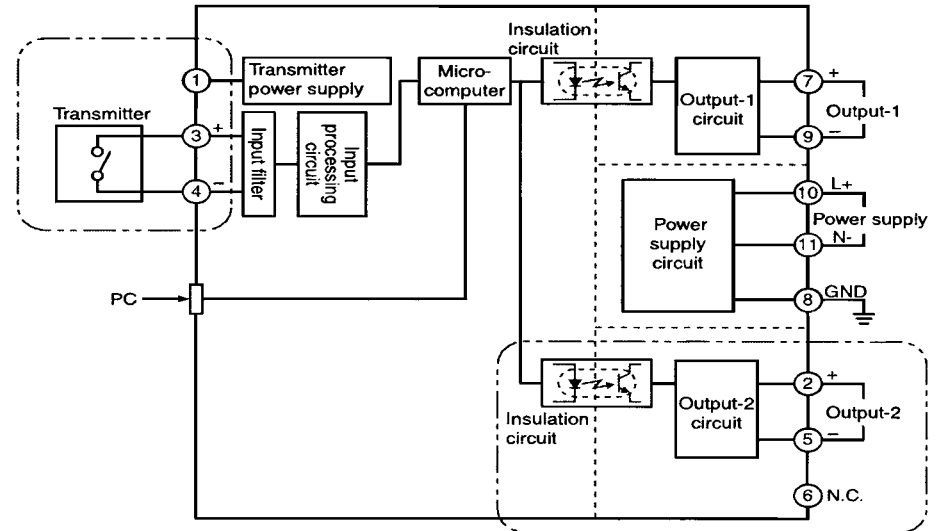 Insulation
circuit
1
Transmitter
power supply
Micro-
computer
7
+
Output-1
Output-1
circuit
9
−
Transmitter
3
+
4
−
Input filter
Input
processing
circuit
10
L+
Power supply
11
N-
Power
supply
circuit
8
GND
PC
Insulation
circuit
Output-2
circuit
2
+
Output-2
5
−
6
N.C.